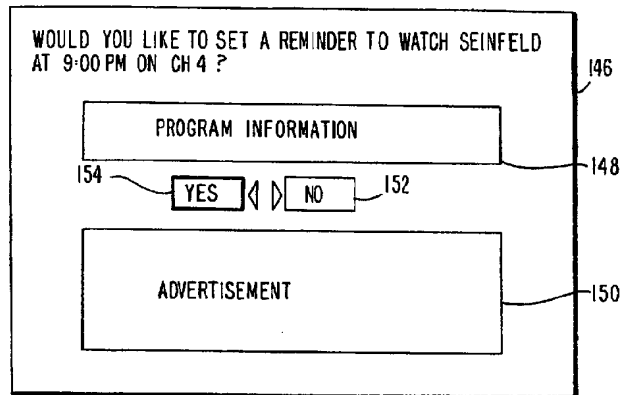 WOULD YOU LIKE TO SET A REMINDER TO WATCH SEINFELD
AT 9:00 PM ON CH 4 ?
146
PROGRAM INFORMATION
148
154
YES
NO
152
ADVERTISEMENT
150